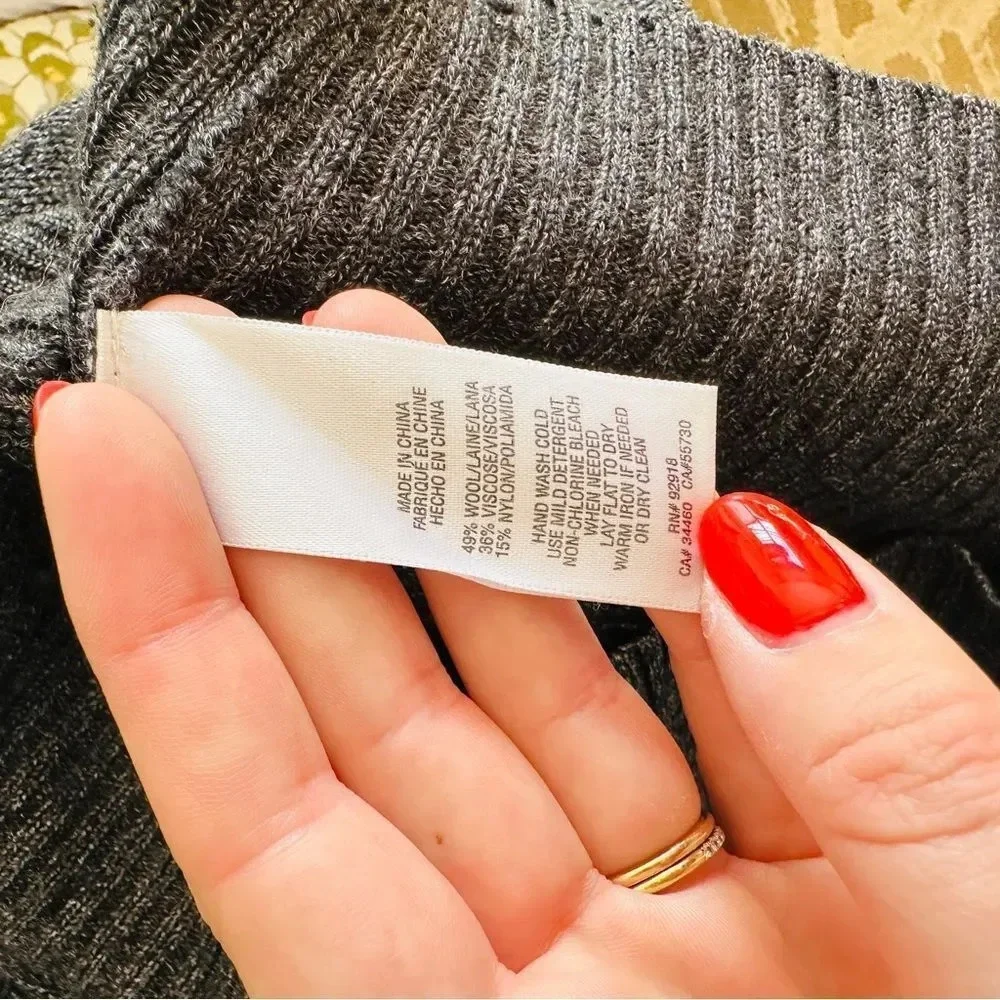 MADE IN CHINA
FABRIQUÉ EN CHINE
HECHO EN CHINA
49% WOOL/LAINE/LANA
36% VISCOSE/VISCOSA
15% NYLON/POLIAMIDA
HAND WASH COLD
USE MILD DETERGENT
NON-CHLORINE BLEACH
WHEN NEEDED
LAY FLAT TO DRY
WARM IRON IF NEEDED
OR DRY CLEAN
RN# 92918
CA# 34460 CA#55730